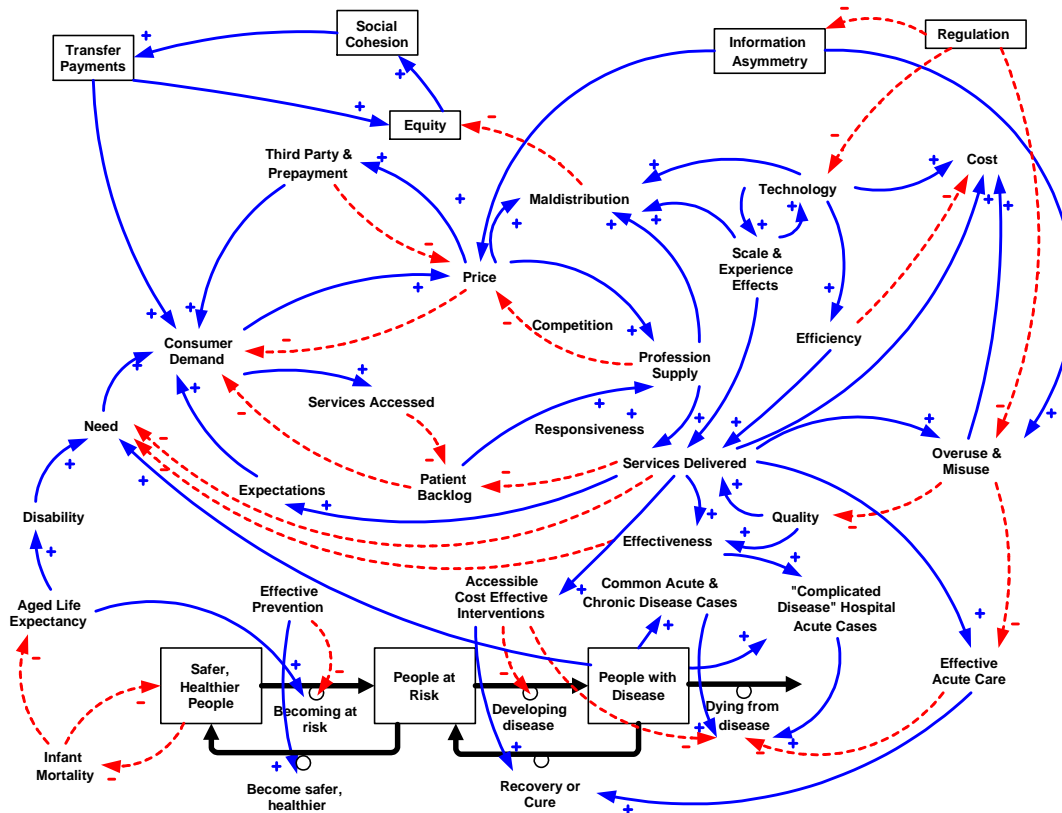 Social
Cohesion
Transfer
Payments
Information
Asymmetry
Regulation
Equity
Third Party &
Prepayment
Cost
Technology
Maldistribution
Scale &
Experience
Effects
Price
Competition
Efficiency
Consumer
Demand
Profession
Supply
Services Accessed
Need
Responsiveness
Services Delivered
Overuse &
Misuse
Patient
Backlog
Expectations
Disability
Quality
Effectiveness
Aged Life
Expectancy
Effective
Prevention
Accessible
Cost Effective
Interventions
Common Acute &
Chronic Disease Cases
"Complicated
Disease" Hospital
Acute Cases
Safer,
Healthier
People
People at
Risk
People with
Disease
Effective
Acute Care
Becoming at
risk
Developing
disease
Dying from
disease
Infant
Mortality
Become safer,
healthier
Recovery or
Cure